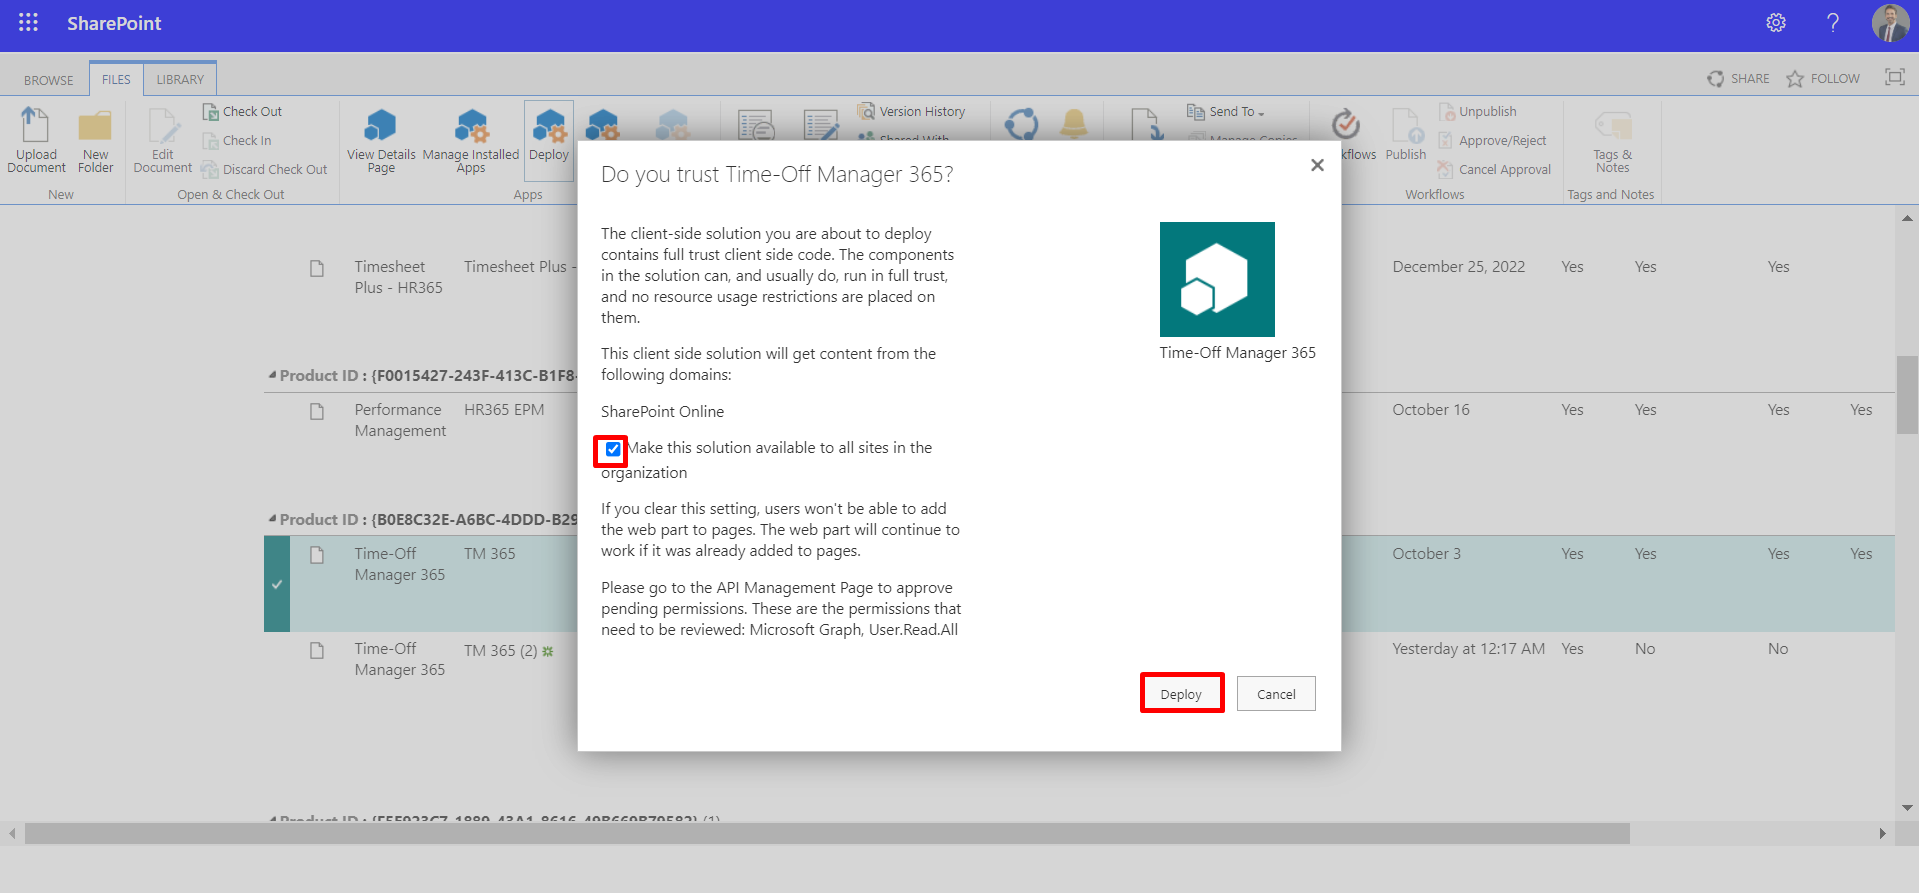 SharePoint
BROWSE
FILES
LIBRARY
SHARE
FOLLOW
Upload
Document
New
Folder
New
Edit
Document
Check Out
Check In
Discard Check Out
Open & Check Out
View Details
Page
Manage Installed
Apps
Deploy
Apps
Version History
Send To
Publish
Unpublish
Approve/Reject
Cancel Approval
Workflows
Tags &
Notes
Tags and Notes
Do you trust Time-Off Manager 365?
The client-side solution you are about to deploy
contains full trust client side code. The components
in the solution can, and usually do, run in full trust,
and no resource usage restrictions are placed on
them.
This client side solution will get content from the
following domains:
SharePoint Online
Make this solution available to all sites in the
organization
If you clear this setting, users won't be able to add
the web part to pages. The web part will continue to
work if it was already added to pages.
Please go to the API Management Page to approve
pending permissions. These are the permissions that
need to be reviewed: Microsoft Graph, User.Read.All
Time-Off Manager 365
Deploy
Cancel
Timesheet
Plus - HR365
Timesheet Plus -
December 25, 2022
Yes
Yes
Yes
Product ID : {F0015427-243F-413C-B1F8-
Performance
Management
HR365 EPM
October 16
Yes
Yes
Yes
Yes
Product ID : {B0E8C32E-A6BC-4DDD-B29
Time-Off
Manager 365
TM 365
October 3
Yes
Yes
Yes
Yes
Time-Off
Manager 365
TM 365 (2)
Yesterday at 12:17 AM
Yes
No
No